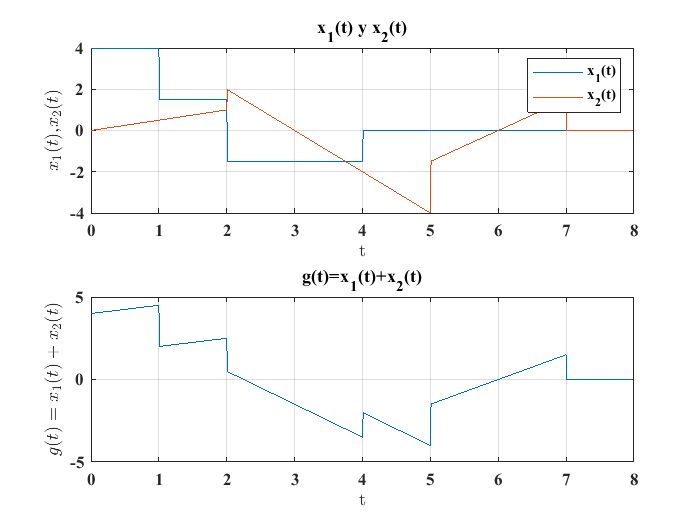 x1(t) y x2(t)
x1(t),x2(t)
4
2
0
-2
-4
x1(t)
x2(t)
0 1 2 3 4 5 6 7 8
t
g(t)=x1(t)+x2(t)
g(t) = x1(t) + x2(t)
5
0
-5
0 1 2 3 4 5 6 7 8
t